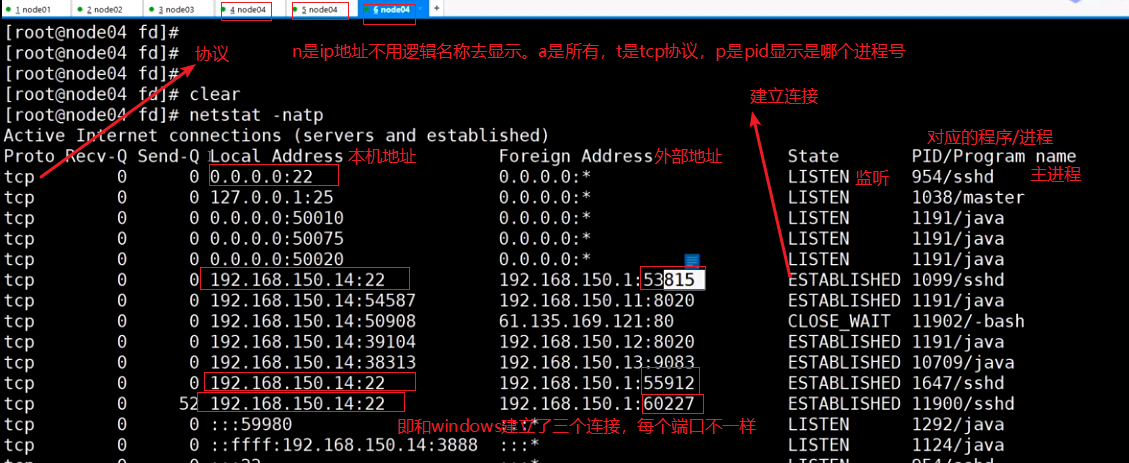 1 node01 2 node02 3 node03 4 node04 5 node04 6 node04 +
[root@node04 fd]#
[root@node04 fd]# 协议 n是ip地址不用逻辑名称去显示。a是所有，t是tcp协议，p是pid显示是哪个进程号
[root@node04 fd]#
[root@node04 fd]# clear 建立连接
[root@node04 fd]# netstat -natp
Active Internet connections (servers and established) 对应的程序/进程
Proto Recv-Q Send-Q Local Address 本机地址 Foreign Address 外部地址 State PID/Program name
tcp 0 0 0.0.0.0:22 0.0.0.0:* LISTEN 监听 954/sshd 主进程
tcp 0 0 127.0.0.1:25 0.0.0.0:* LISTEN 1038/master
tcp 0 0 0.0.0.0:50010 0.0.0.0:* LISTEN 1191/java
tcp 0 0 0.0.0.0:50075 0.0.0.0:* LISTEN 1191/java
tcp 0 0 0.0.0.0:50020 0.0.0.0:* LISTEN 1191/java
tcp 0 0 192.168.150.14:22 192.168.150.1:53815 ESTABLISHED 1099/sshd
tcp 0 0 192.168.150.14:54587 192.168.150.11:8020 ESTABLISHED 1191/java
tcp 0 0 192.168.150.14:50908 61.135.169.121:80 CLOSE_WAIT 11902/-bash
tcp 0 0 192.168.150.14:39104 192.168.150.12:8020 ESTABLISHED 1191/java
tcp 0 0 192.168.150.14:38313 192.168.150.13:9083 ESTABLISHED 10709/java
tcp 0 0 192.168.150.14:22 192.168.150.1:55912 ESTABLISHED 1647/sshd
tcp 0 52 192.168.150.14:22 192.168.150.1:60227 ESTABLISHED 11900/sshd
即和windows建立了三个连接，每个端口不一样
tcp 0 0 :::59980 :::* LISTEN 1292/java
tcp 0 0 ::ffff:192.168.150.14:3888 :::* LISTEN 1124/java